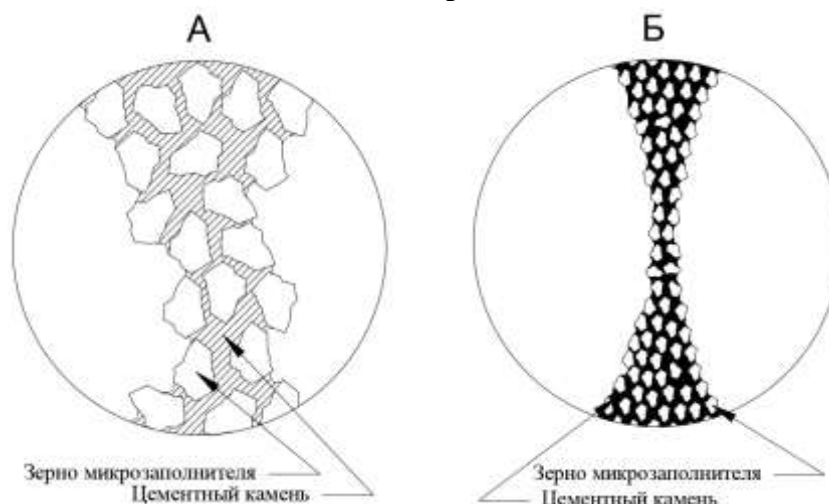 А
Б
Зерно микрозаполнителя
Цементный камень
Зерно микрозаполнителя
Цементный камень